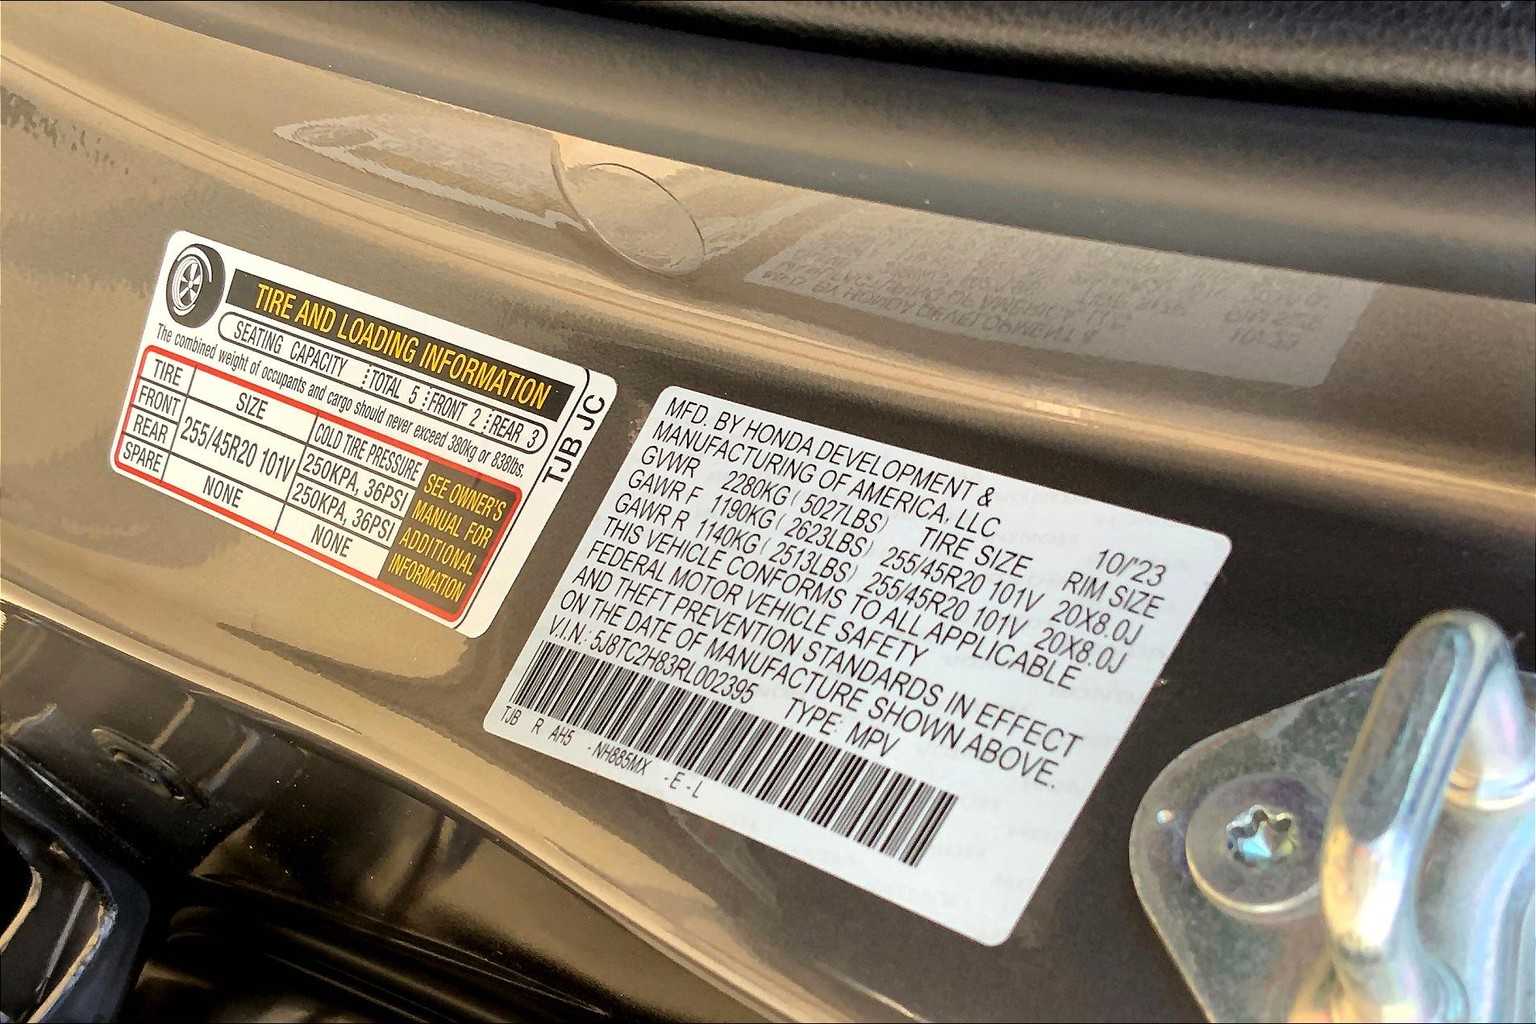 TIRE AND LOADING INFORMATION
SEATING CAPACITY TOTAL 5 FRONT 2 REAR 3
The combined weight of occupants and cargo should never exceed 380kg or 838lbs.
TIRE SIZE COLD TIRE PRESSURE
FRONT 255/45R20 101V 250KPA, 36PSI
REAR 250KPA, 36PSI
SPARE NONE NONE
SEE OWNER'S
MANUAL FOR
ADDITIONAL
INFORMATION
TJB JC
MFD. BY HONDA DEVELOPMENT &
MANUFACTURING OF AMERICA, LLC 10/'23
GVWR 2280KG ( 5027LBS) TIRE SIZE RIM SIZE
GAWR F 1190KG ( 2623LBS) 255/45R20 101V 20X8.0J
GAWR R 1140KG ( 2513LBS) 255/45R20 101V 20X8.0J
THIS VEHICLE CONFORMS TO ALL APPLICABLE
FEDERAL MOTOR VEHICLE SAFETY
AND THEFT PREVENTION STANDARDS IN EFFECT
ON THE DATE OF MANUFACTURE SHOWN ABOVE.
V.I.N: 5J8TC2H83RL002395 TYPE: MPV
TJB R AH5 -NH885MX -E-L